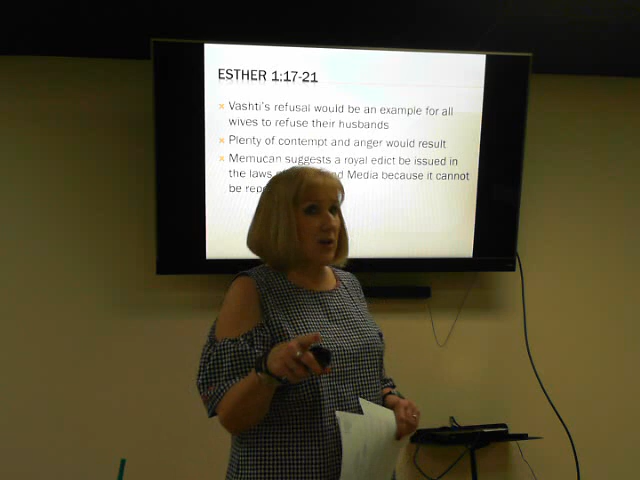 ESTHER 1:17-21
Vashti's refusal would be an example for all
wives to refuse their husbands
Plenty of contempt and anger would result
Memucan suggests a royal edict be issued in
the laws Media because it cannot
be